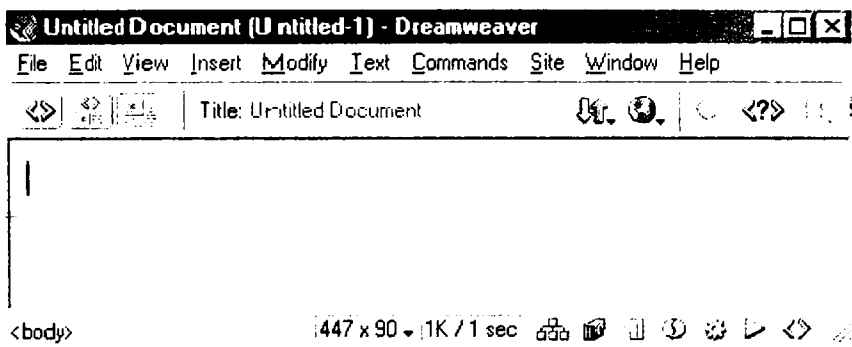 Untitled Document (Untitled-1) - Dreamweaver
File Edit View Insert Modify Text Commands Site Window Help
Title: Untitled Document <?>
<body> 447 x 90 1K / 1 sec